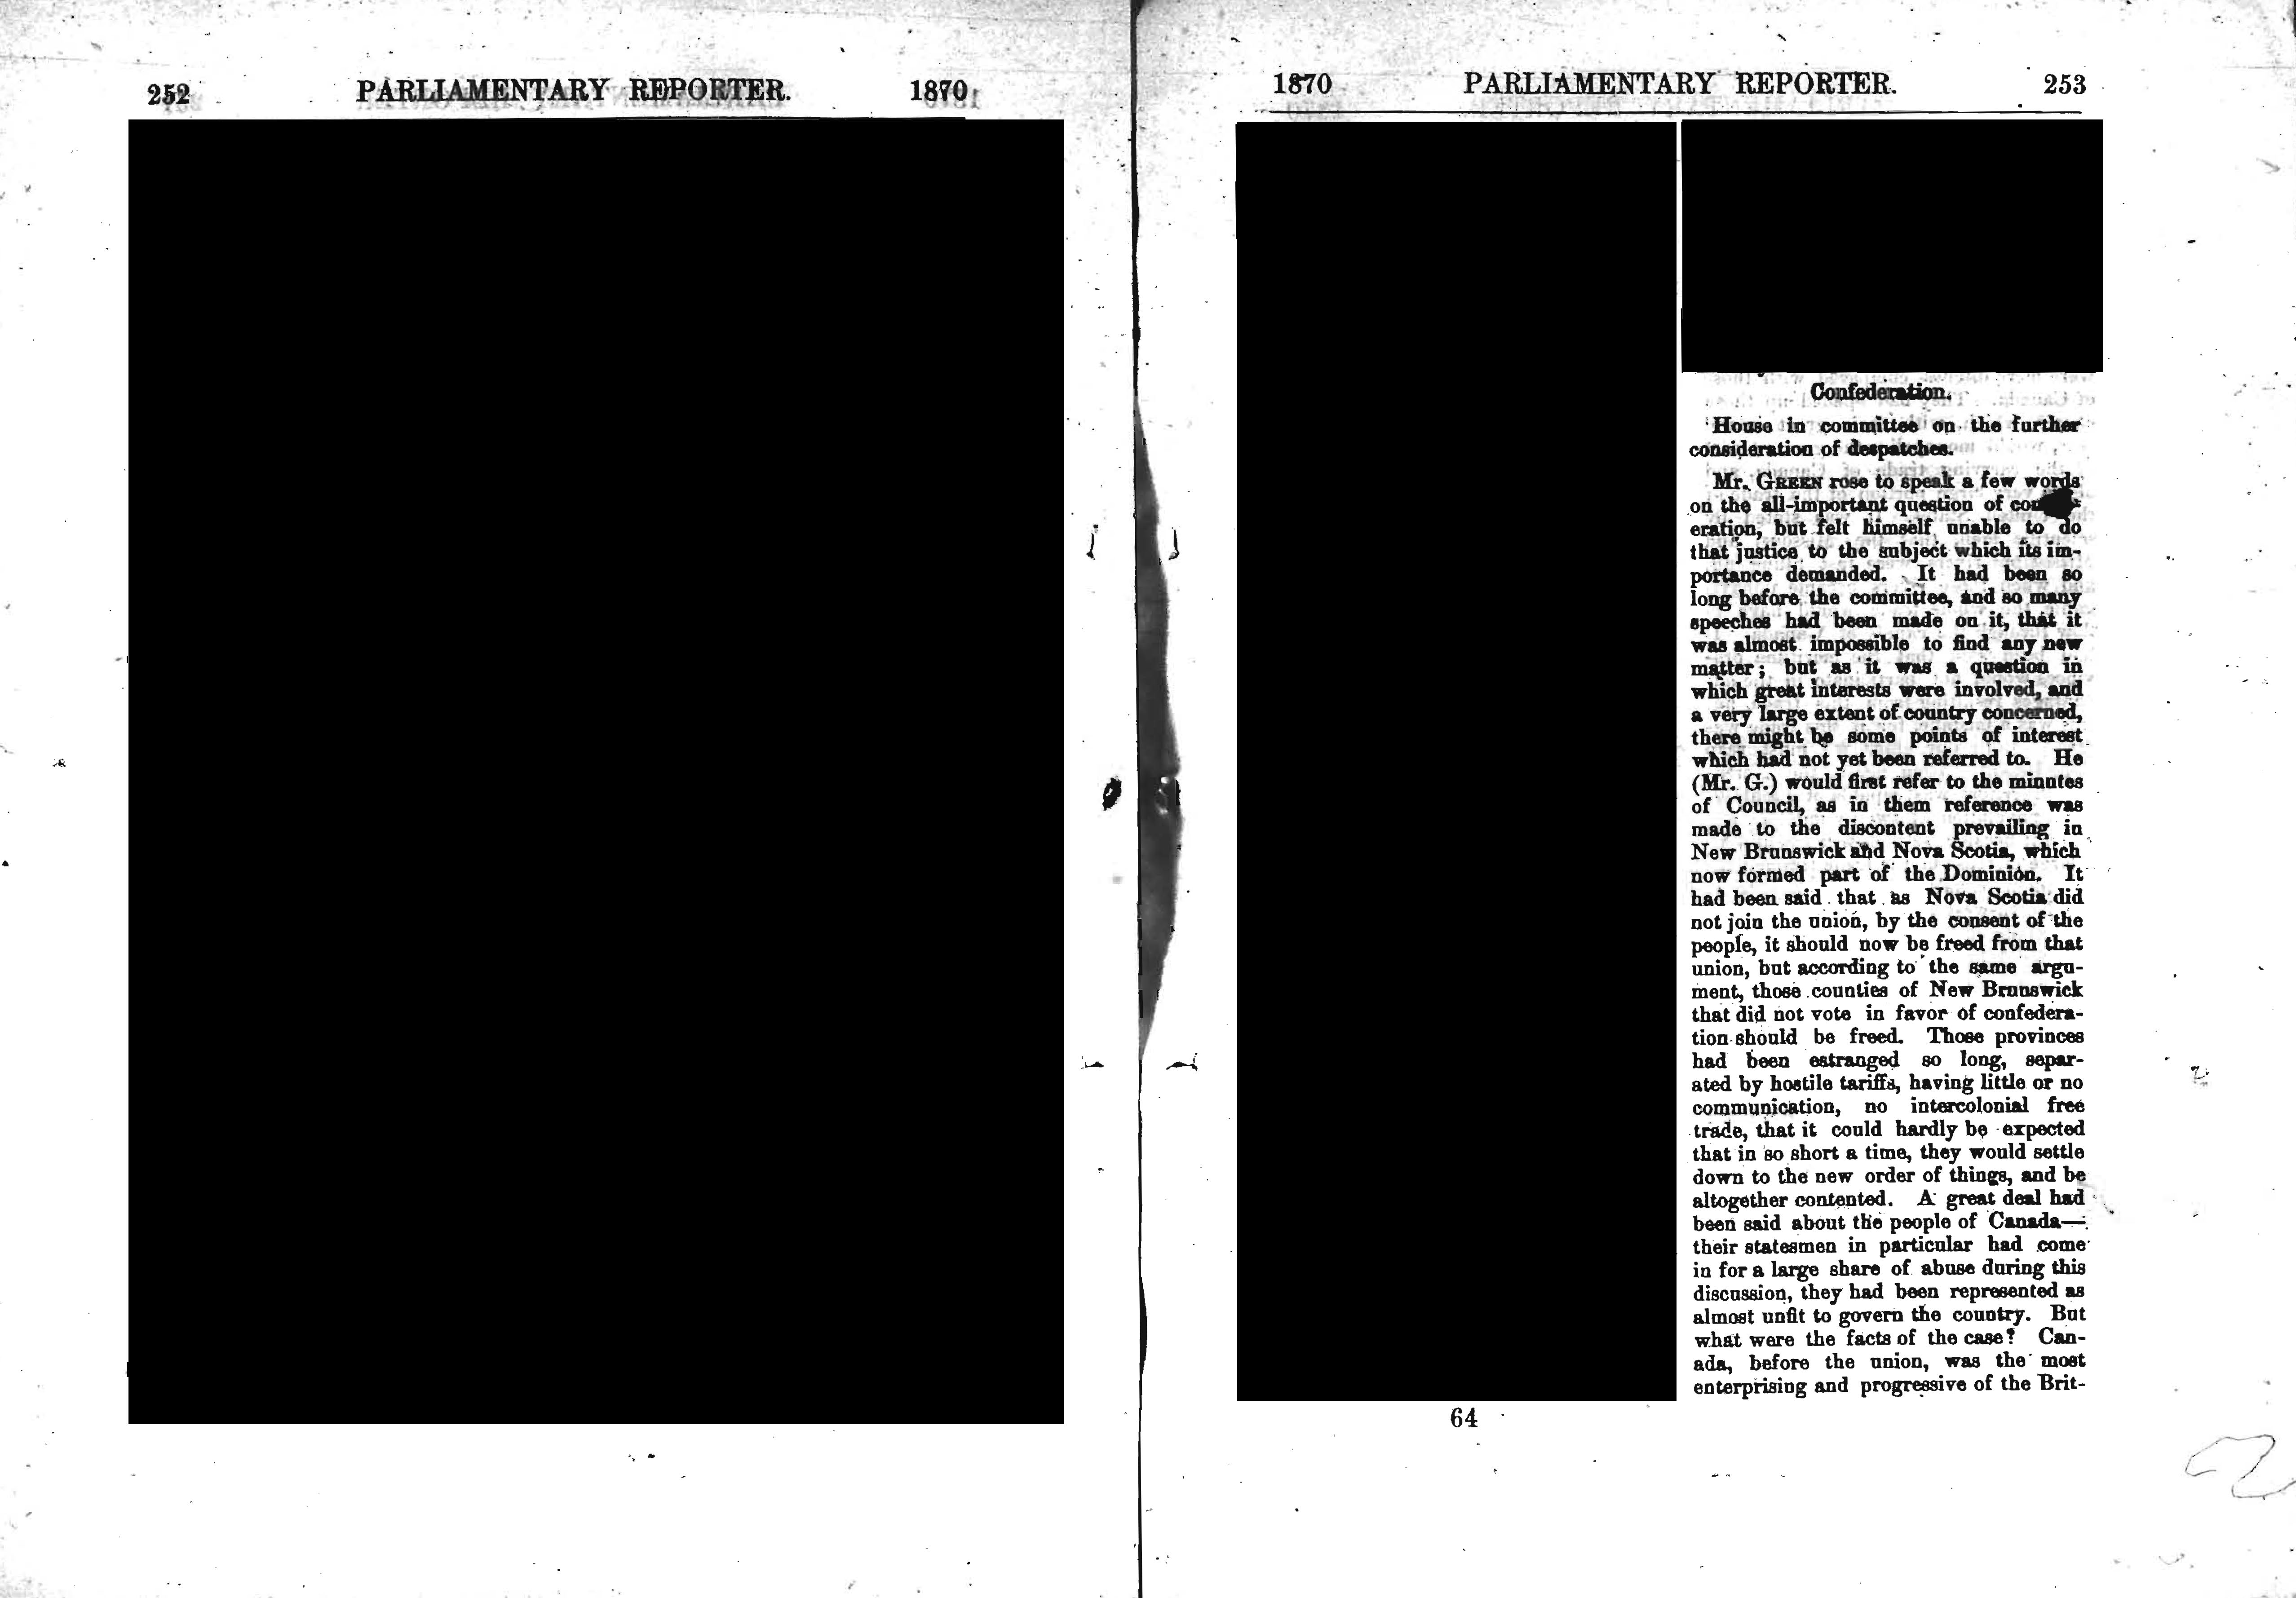 252 PARLIAMENTARY REPORTER. 1870
1870 PARLIAMENTARY REPORTER. 253
Confederation.
House in committee on the further
consideration of despatches.
Mr. GREEN rose to speak a few words
on the all-important question of
eration, but felt himself unable to do
that justice to the subject which its im-
portance demanded. It had been so
long before the committee, and so many
speeches had been made on it, that it
was almost impossible to find any new
matter; but as it was a question in
which great interests were involved, and
a very large extent of country concerned,
there might be some points of interest
which had not yet been referred to. He
(Mr. G.) would first refer to the minutes
of Council, as in them reference was
made to the discontent prevailing in
New Brunswick and Nova Scotia, which
now formed part of the Dominion. It
had been said that as Nova Scotia did
not join the union, by the consent of the
people, it should now be freed from that
union, but according to the same argu-
ment, those counties of New Brunswick
that did not vote in favor of confedera-
tion should be freed. Those provinces
had been estranged so long, separ-
ated by hostile tariffs, having little or no
communication, no intercolonial free
trade, that it could hardly be expected
that in so short a time, they would settle
down to the new order of things, and be
altogether contented. A great deal had
been said about the people of Canada—
their statesmen in particular had come
in for a large share of abuse during this
discussion, they had been represented as
almost unfit to govern the country. But
what were the facts of the case? Can-
ada, before the union, was the most
enterprising and progressive of the Brit-
64